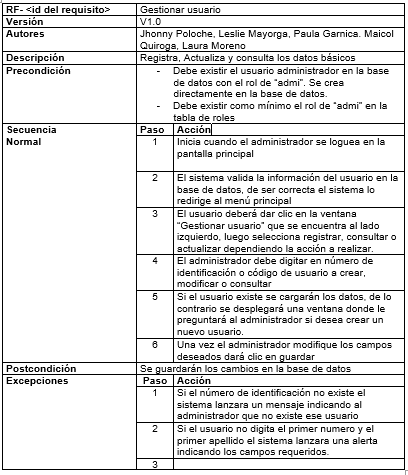 RF- <id del requisito> Gestionar usuario
Versión V1.0
Autores Jhonny Poloche, Leslie Mayorga, Paula Garnica. Maicol
Quiroga, Laura Moreno
Descripción Registra, Actualiza y consulta los datos básicos
Precondición - Debe existir el usuario administrador en la base
de datos con el rol de “admi”. Se crea
directamente en la base de datos.
- Debe existir como mínimo el rol de “admi” en la
tabla de roles
Secuencia Paso Acción
Normal 1 Inicia cuando el administrador se loguea en la
pantalla principal
2 El sistema valida la información del usuario en la
base de datos, de ser correcta el sistema lo
redirige al menú principal
3 El usuario deberá dar clic en la ventana
“Gestionar usuario” que se encuentra al lado
izquierdo, luego selecciona registrar, consultar o
actualizar dependiendo la acción a realizar.
4 El administrador debe digitar en número de
identificación o código de usuario a crear,
modificar o consultar
5 Si el usuario existe se cargarán los datos, de lo
contrario se desplegará una ventana donde le
preguntará al administrador si desea crear un
nuevo usuario.
6 Una vez el administrador modifique los campos
deseados dará clic en guardar
Postcondición Se guardarán los cambios en la base de datos
Excepciones Paso Acción
1 Si el número de identificación no existe el
sistema lanzara un mensaje indicando al
administrador que no existe ese usuario
2 Si el usuario no digita el primer numero y el
primer apellido el sistema lanzara una alerta
indicando los campos requeridos.
3